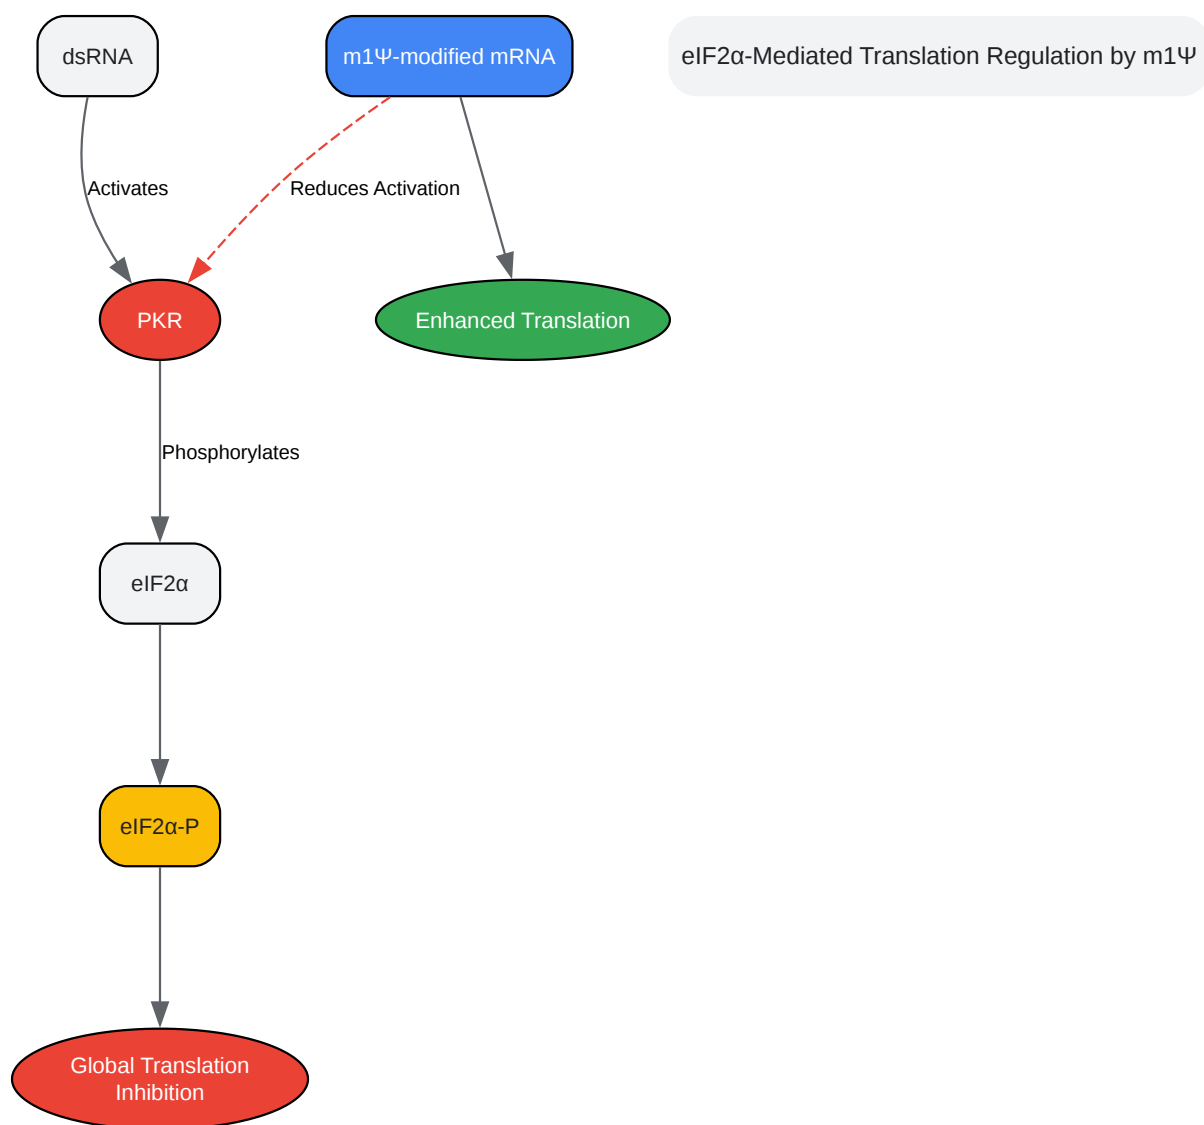 dsRNA
m1Ψ-modified mRNA
eIF2α-Mediated Translation Regulation by m1Ψ
Activates
Reduces Activation
PKR
Enhanced Translation
Phosphorylates
eIF2α
eIF2α-P
Global Translation
Inhibition